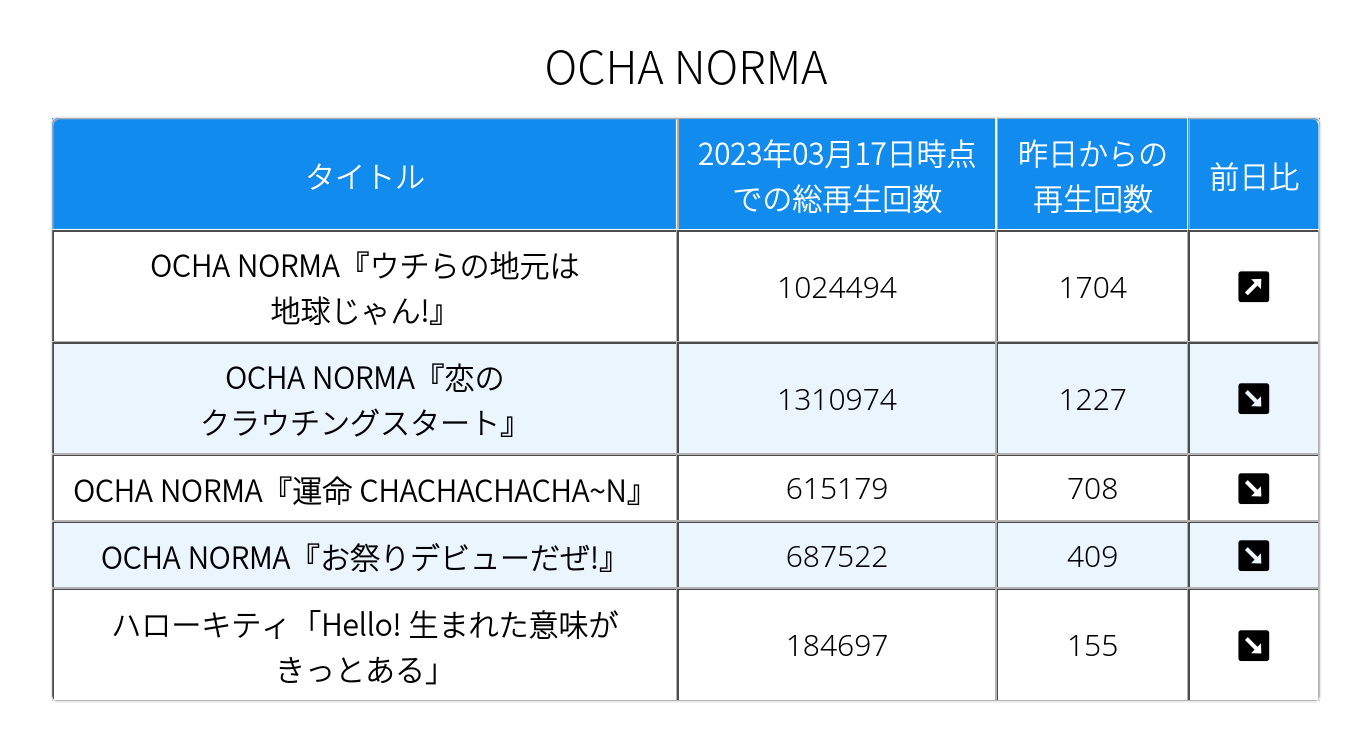 OCHA NORMA
タイトル
2023年03月17日時点
での総再生回数
昨日からの
再生回数
前日比
OCHA NORMA『ウチらの地元は
地球じゃん!』
1024494
1704
↗
OCHA NORMA『恋の
クラウチングスタート』
1310974
1227
↘
OCHA NORMA『運命 CHACHACHACHA~N』
615179
708
↘
OCHA NORMA『お祭りデビューだぜ!』
687522
409
↘
ハローキティ「Hello! 生まれた意味が
きっとある」
184697
155
↘